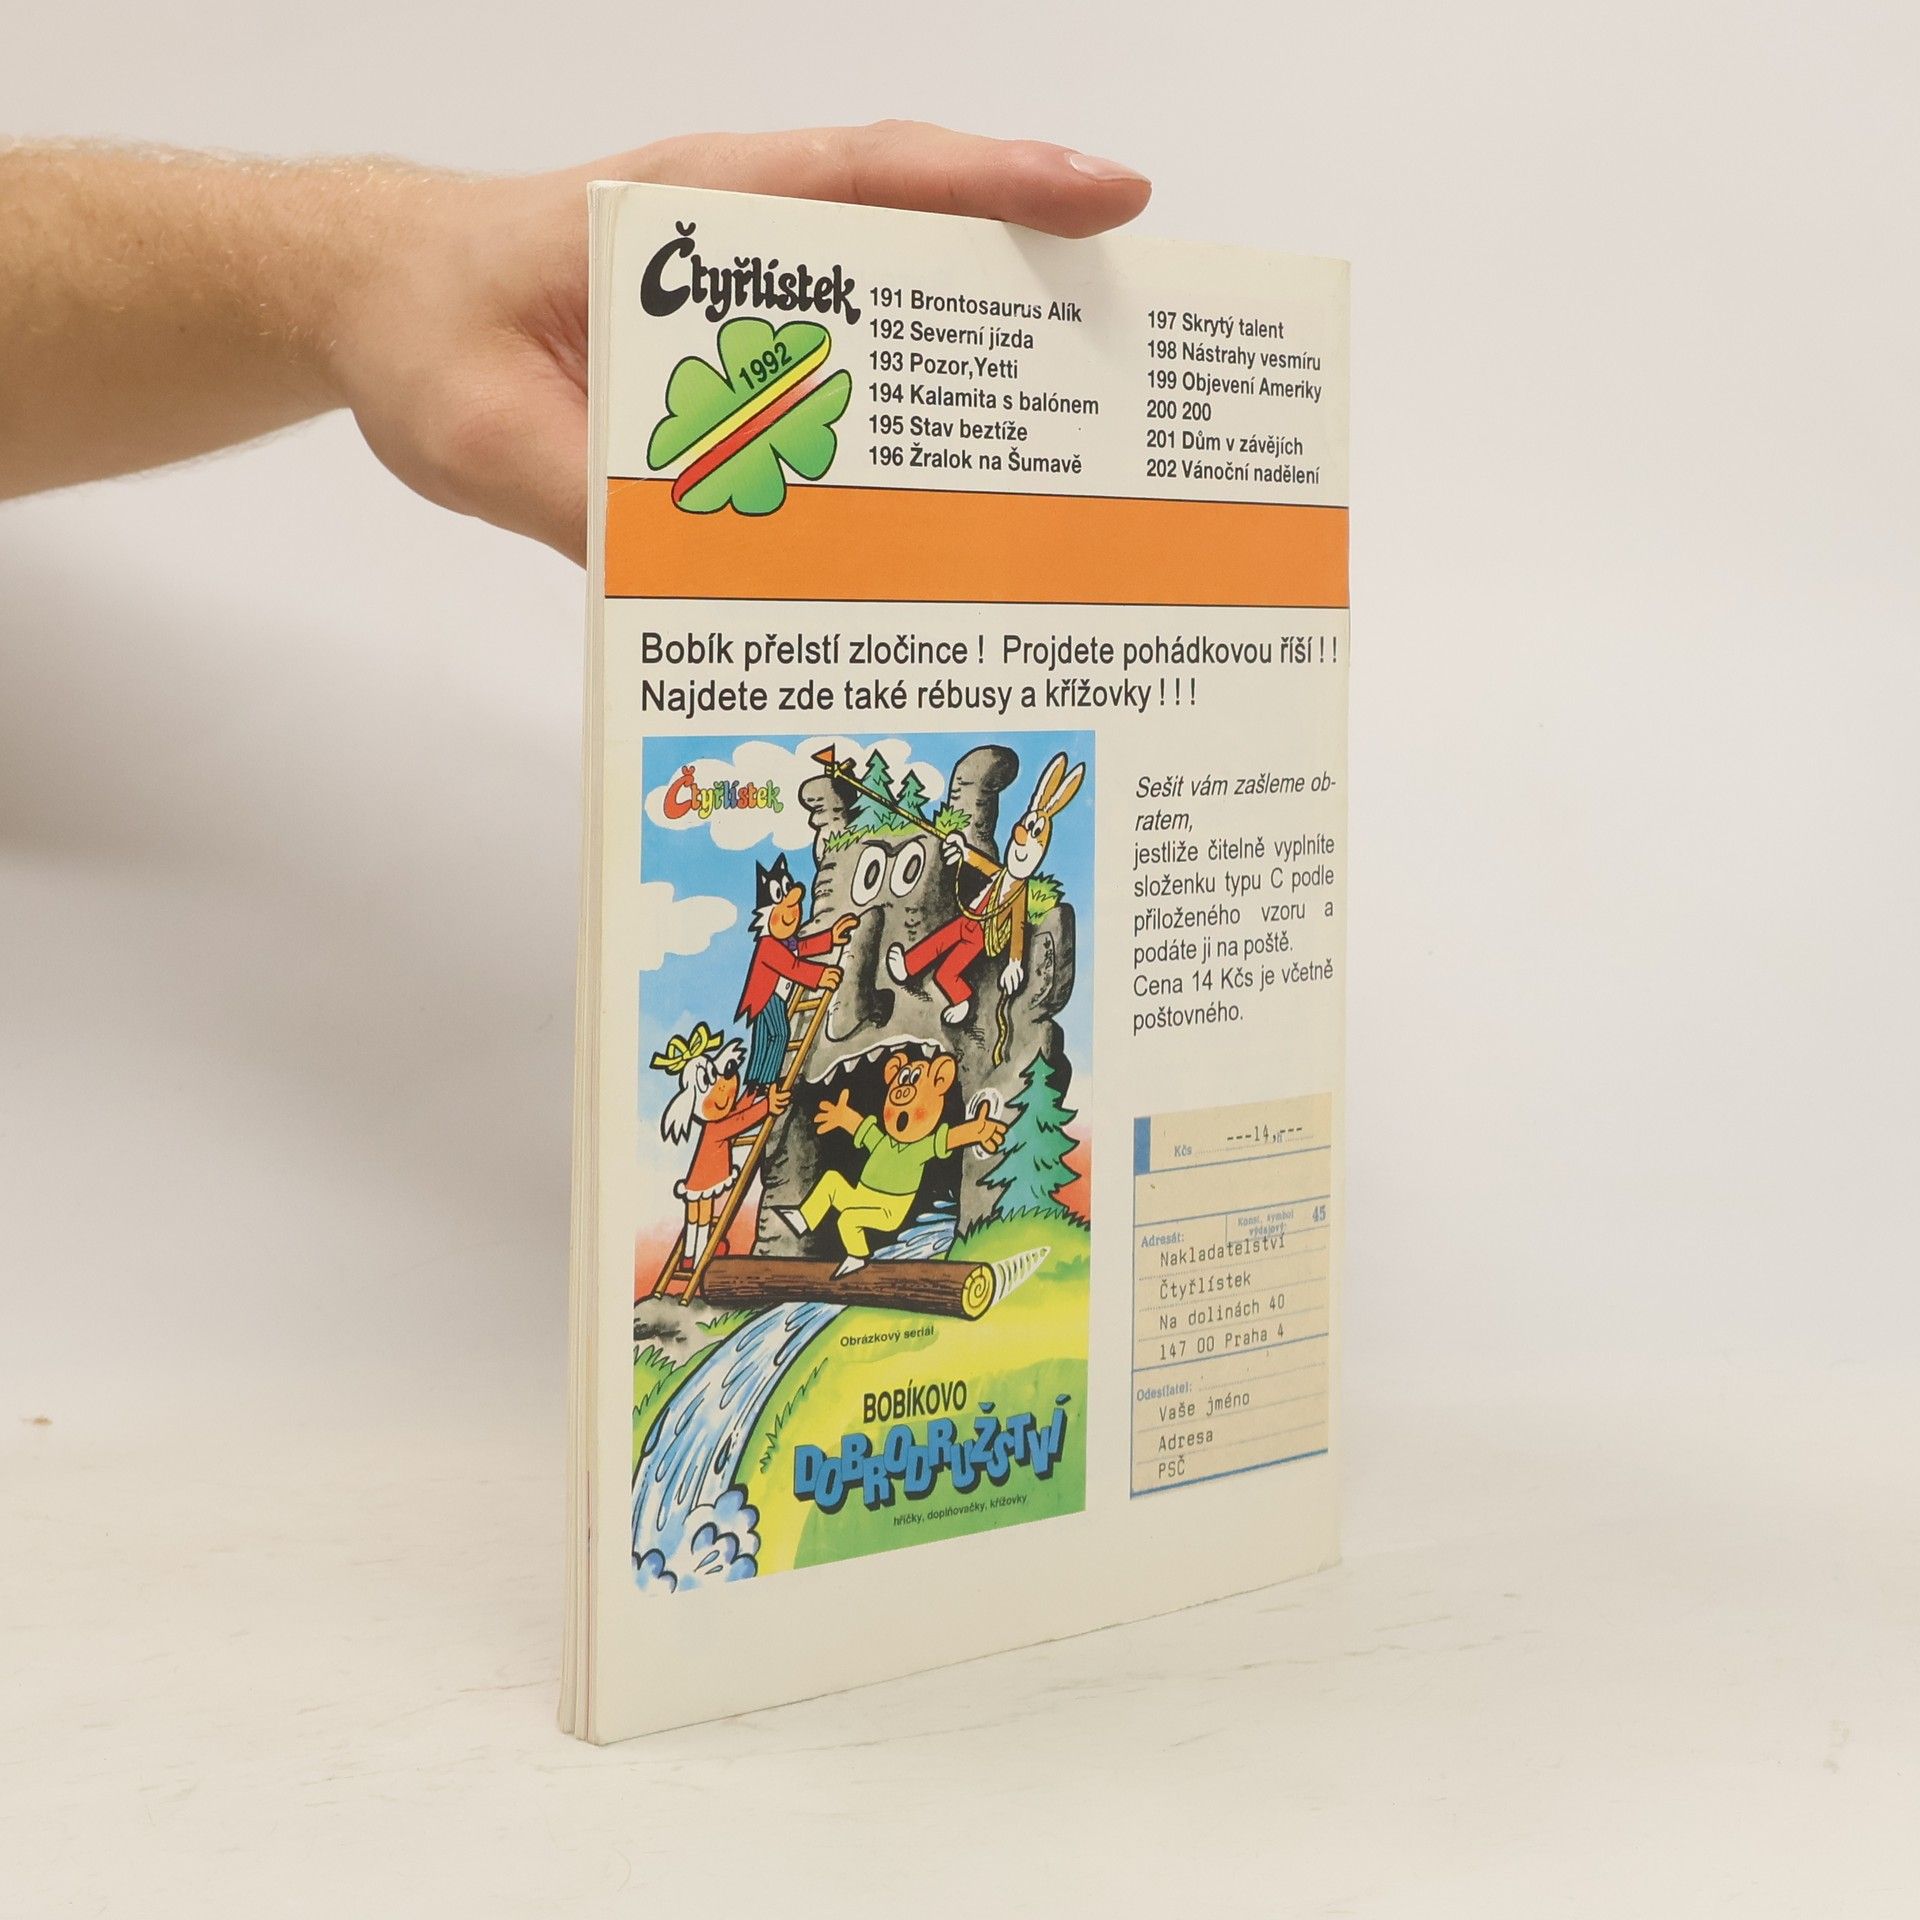 Čtyřlístek
1992
191 Brontosaurus Alík
192 Severní jízda
193 Pozor,Yetti
194 Kalamita s balónem
195 Stav beztíže
196 Žralok na Šumavě
197 Skrytý talent
198 Nástrahy vesmíru
199 Objevení Ameriky
200 200
201 Dům v závějích
202 Vánoční nadělení
Bobík přelstí zločince ! Projdete pohádkovou říší ! !
Najdete zde také rébusy a křížovky ! ! !
Čtyřlístek
Obrázkový seriál
BOBÍKOVO
DOBRODRUŽSTVÍ
hříčky, doplňovačky, křížovky
Sešit vám zašleme ob-
ratem,
jestliže čitelně vyplníte
složenku typu C podle
přiloženého vzoru a
podáte ji na poště.
Cena 14 Kčs je včetně
poštovného.
Kčs ---14,---
Konst. symbol
výdajový: 45
Adresát:
Nakladatelství
Čtyřlístek
Na dolinách 40
147 00 Praha 4
Odesílatel:
Vaše jméno
Adresa
PSČ